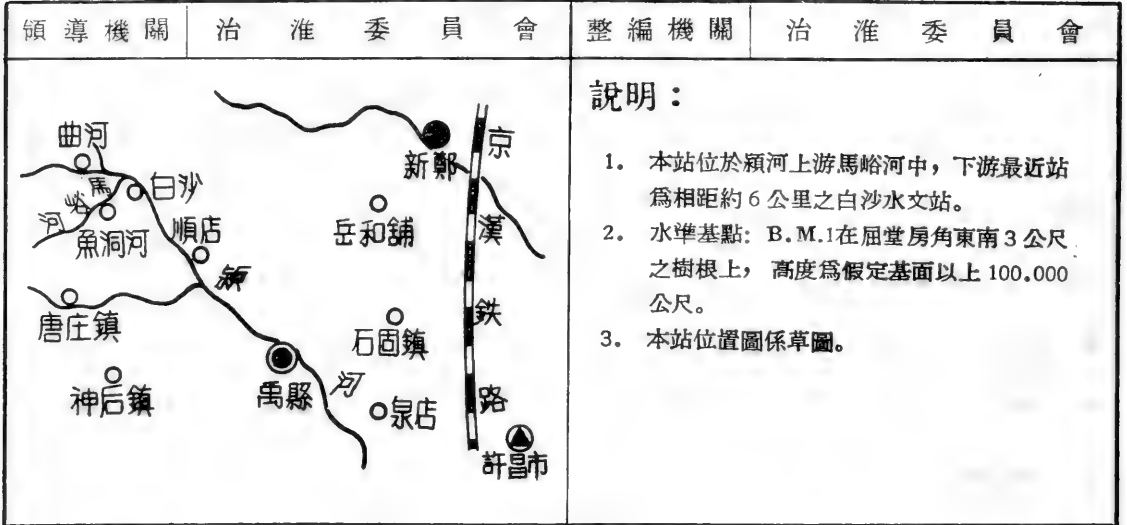 領導機關 治淮委員會 整編機關 治淮委員會
曲河
白沙
馬峪河
魚洞河
順店
潁河
唐庄鎮
神后鎮
禹縣
新鄭
岳和舖
石固鎮
泉店
京漢鉄路
許昌市
說明：
1. 本站位於潁河上游馬峪河中，下游最近站
爲相距約6公里之白沙水文站。
2. 水準基點：B.M.1在屈堂房角東南3公尺
之樹根上，高度爲假定基面以上100.000
公尺。
3. 本站位置圖係草圖。